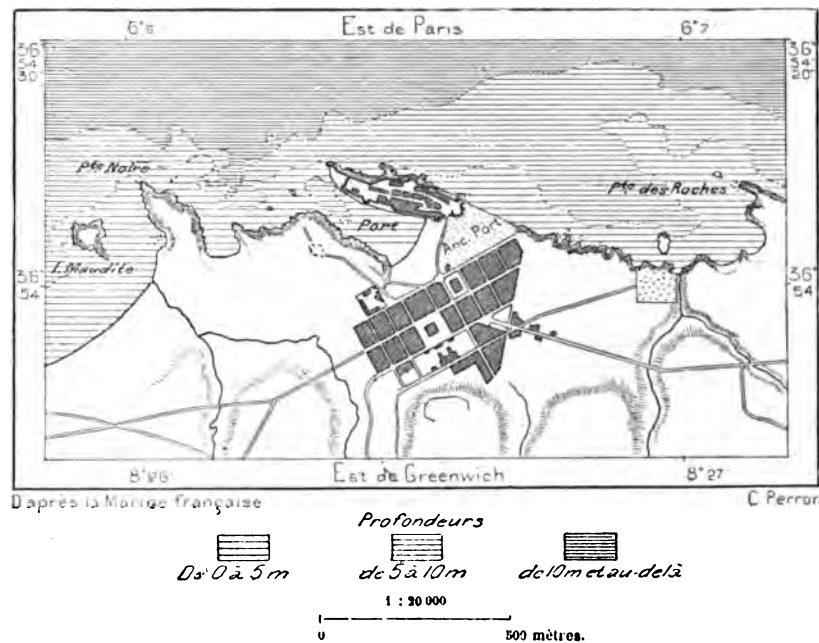 6°6' Est de Paris 6°7'
36°
54'
30"
36°
54'
20"
Pte Noire
Pte des Roches
Port
Anc. Port
I. Maudite
36°
54'
36°
54'
8°26' Est de Greenwich 8°27'
D'après la Marine française C. Perron
Profondeurs
De 0 à 5 m de 5 à 10 m de 10 m et au-delà
1 : 20 000
0 500 mètres.